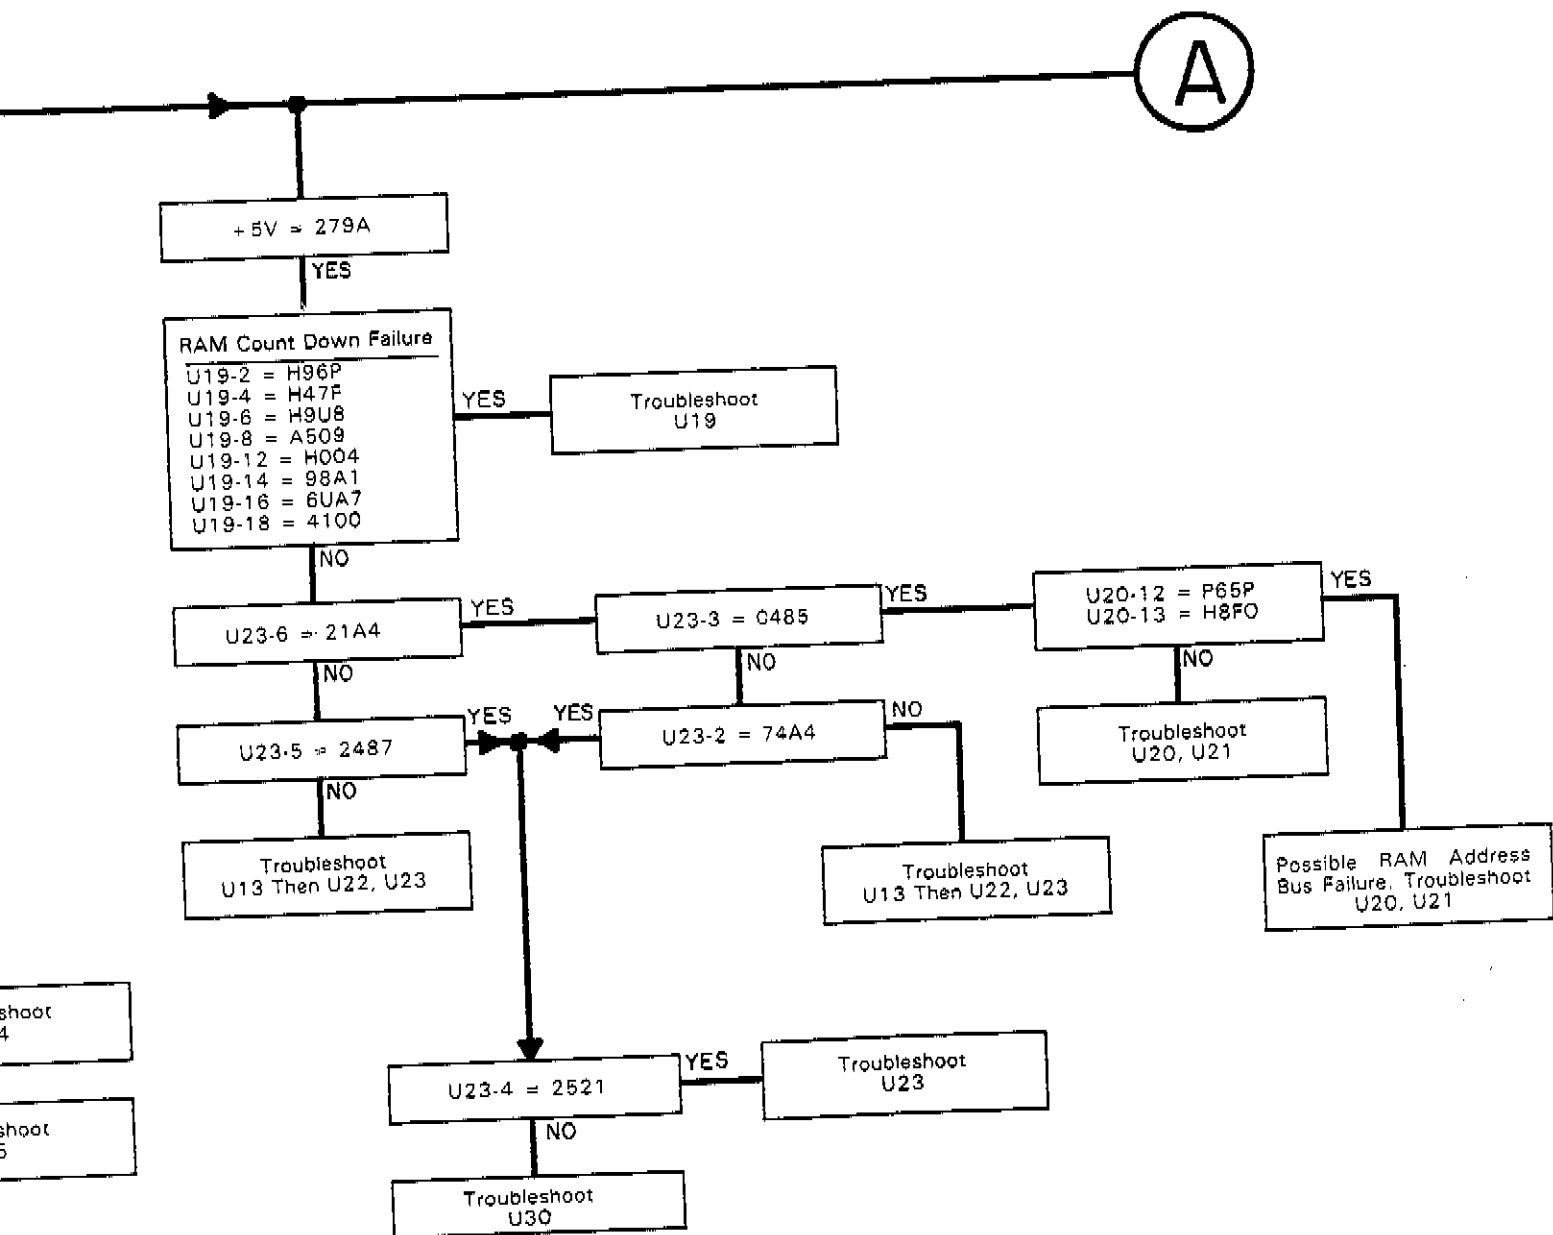 A
+5V = 279A
YES
RAM Count Down Failure
U19-2 = H96P
U19-4 = H47F
U19-6 = H9U8
U19-8 = A509
U19-12 = H004
U19-14 = 98A1
U19-16 = 6UA7
U19-18 = 4100
YES
Troubleshoot
U19
NO
U23-6 = 21A4
YES
U23-3 = 0485
YES
U20-12 = P65P
U20-13 = H8FO
YES
NO
NO
NO
U23-5 = 2487
YES
YES
U23-2 = 74A4
NO
Troubleshoot
U20, U21
NO
Troubleshoot
U13 Then U22, U23
Troubleshoot
U13 Then U22, U23
Possible RAM Address
Bus Failure. Troubleshoot
U20, U21
shoot
4
U23-4 = 2521
YES
Troubleshoot
U23
shoot
5
NO
Troubleshoot
U30